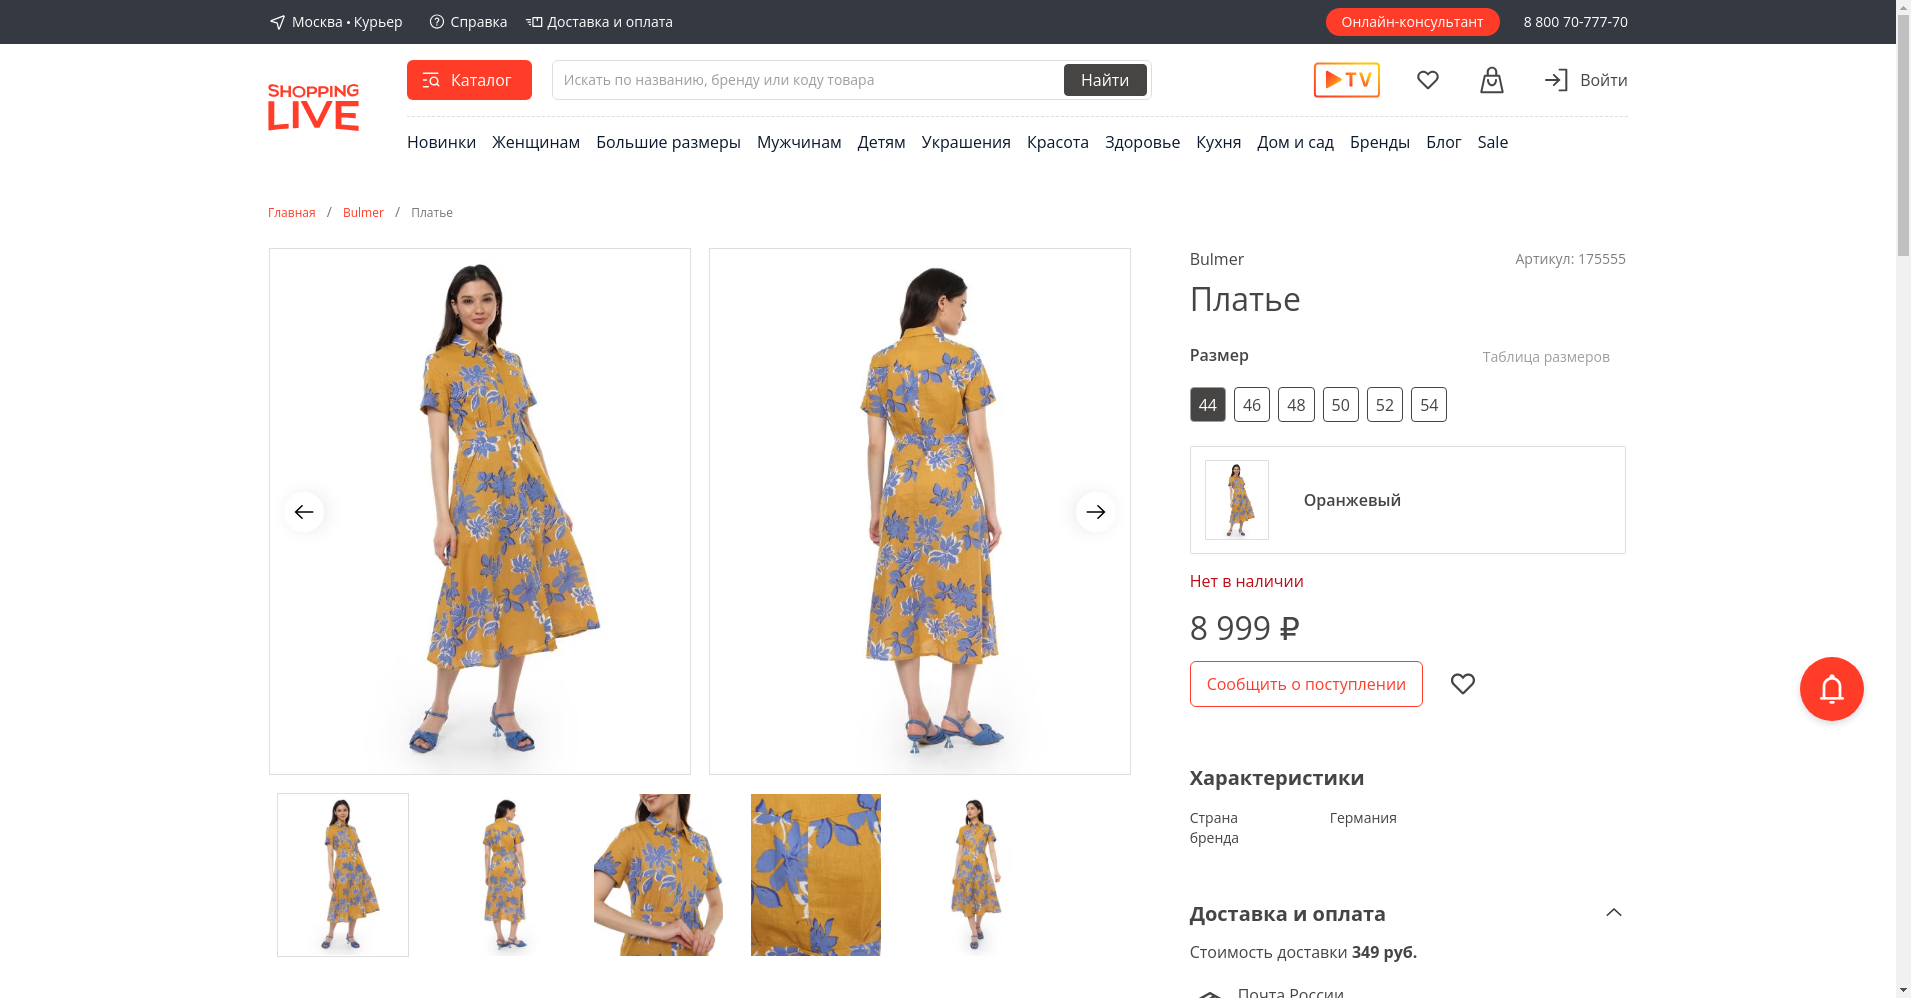 Москва • Курьер
Справка
Доставка и оплата
Онлайн-консультант
8 800 70-777-70
SHOPPING
LIVE
Каталог
Искать по названию, бренду или коду товара
Найти
TV
Войти
Новинки Женщинам Большие размеры Мужчинам Детям Украшения Красота Здоровье Кухня Дом и сад Бренды Блог Sale
Главная / Bulmer / Платье
Bulmer
Артикул: 175555
Платье
Размер
Таблица размеров
44 46 48 50 52 54
Оранжевый
Нет в наличии
8 999 ₽
Сообщить о поступлении
Характеристики
Страна бренда
Германия
Доставка и оплата
Стоимость доставки 349 руб.
Почта России